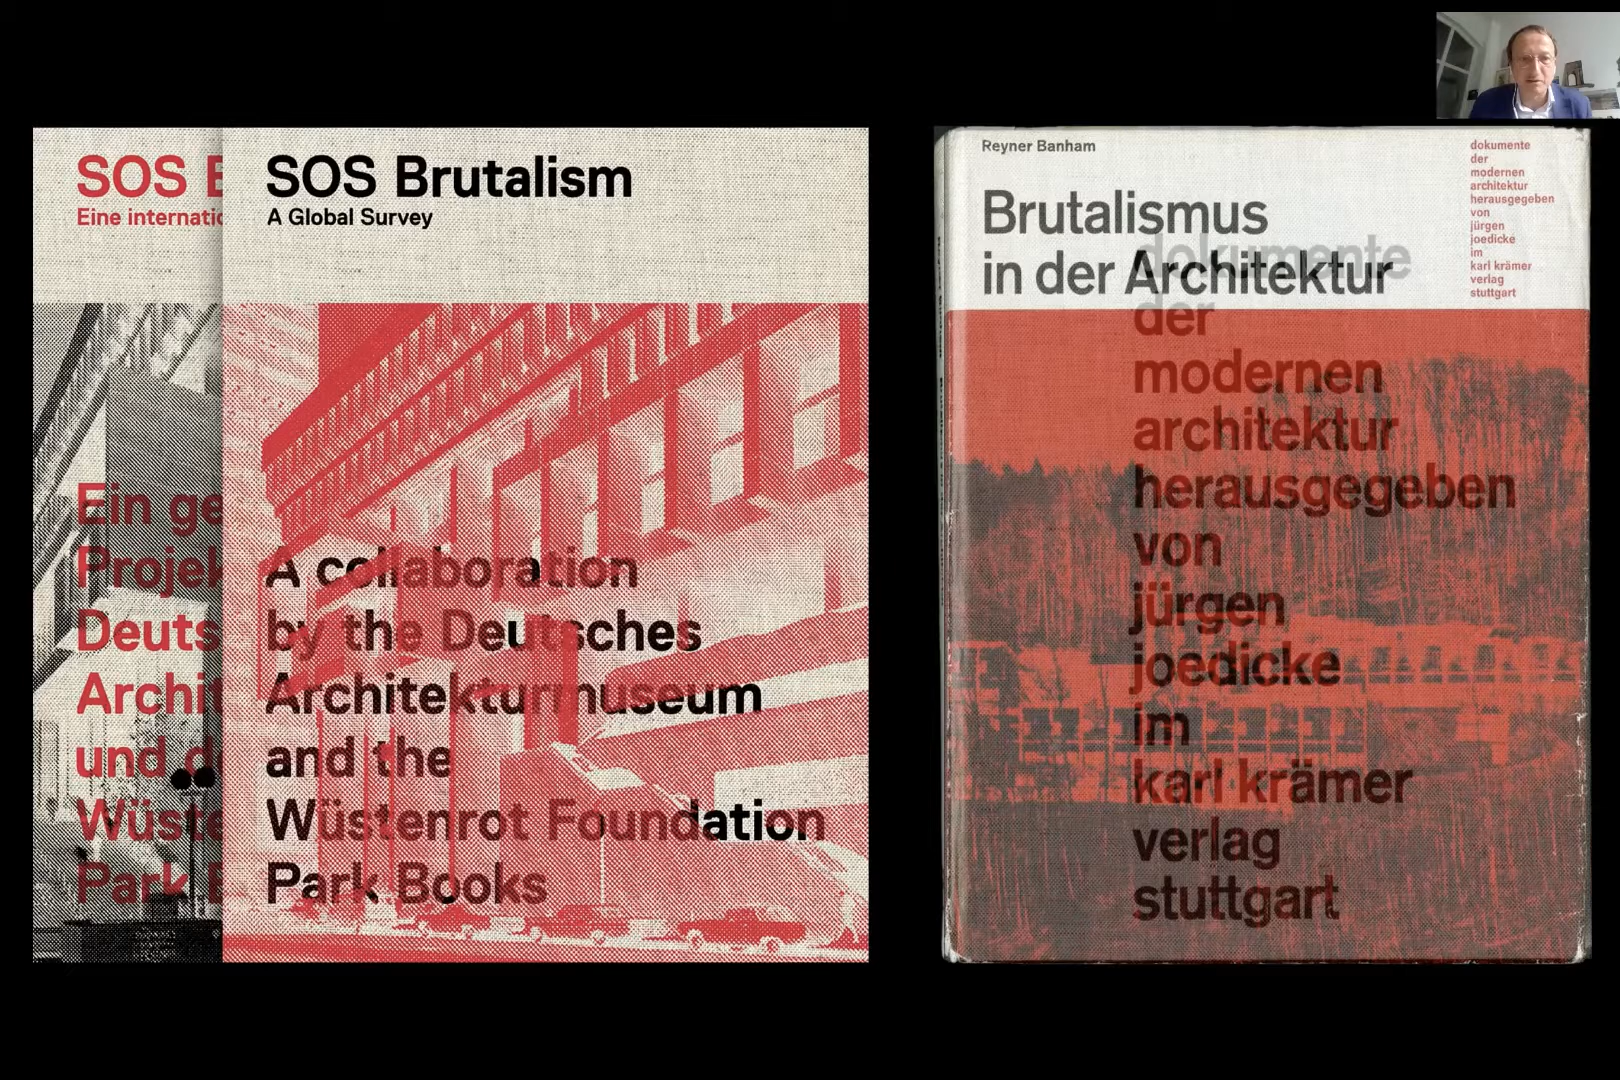 SOS B
Eine internatio
Ein ge
Projek
Deuts
Archit
und d
Wüste
Park B
SOS Brutalism
A Global Survey
A collaboration
by the Deutsches
Architekturmuseum
and the
Wüstenrot Foundation
Park Books
Reyner Banham
Brutalismus
in der Architektur
dokumente
der
modernen
architektur
herausgegeben
von
jürgen
joedicke
im
karl krämer
verlag
stuttgart
dokumente
der
modernen
architektur
herausgegeben
von
jürgen
joedicke
im
karl krämer
verlag
stuttgart